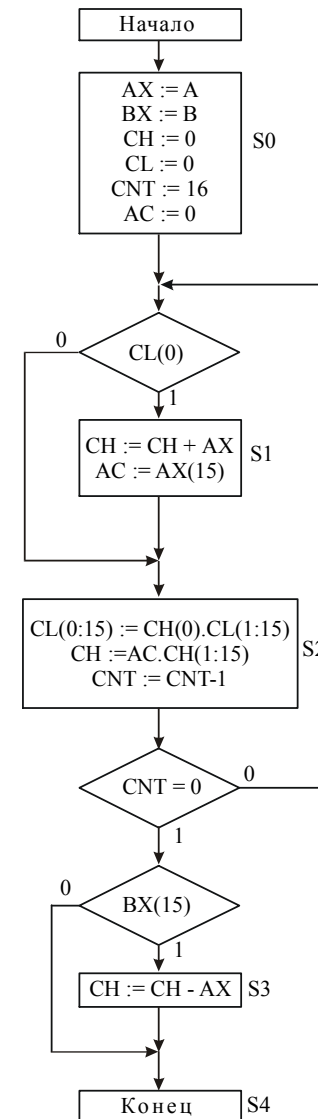 Начало
AX := A
BX := B
CH := 0
CL := 0
CNT := 16
AC := 0
S0
0
CL(0)
1
CH := CH + AX
AC := AX(15)
S1
CL(0:15) := CH(0).CL(1:15)
CH :=AC.CH(1:15)
CNT := CNT-1
S2
CNT = 0
0
1
0
BX(15)
1
CH := CH - AX
S3
Конец
S4